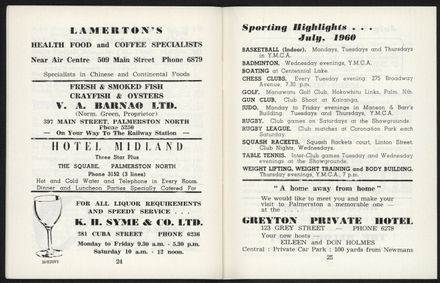 LAMERTON'S
HEALTH FOOD and COFFEE SPECIALISTS
Near Air Centre 509 Main Street Phone 6879
Specialists in Chinese and Continental Foods
FRESH & SMOKED FISH
CRAYFISH & OYSTERS
V. A. BARNAO LTD.
(Norm. Green, Proprietor)
397 MAIN STREET, PALMERSTON NORTH
Phone 5250
— On Your Way To The Railway Station —
HOTEL MIDLAND
Three Star Plus
THE SQUARE, PALMERSTON NORTH
Phone 3152 (3 lines)
Hot and Cold Water and Telephone in Every Room.
Dinner and Luncheon Parties Specially Catered For
FOR ALL LIQUOR REQUIREMENTS
AND SPEEDY SERVICE . . .
K. H. SYME & CO. LTD.
281 CUBA STREET PHONE 6236
Monday to Friday 9.30 a.m. - 5.30 p.m.
Saturday 10 a.m. - 12 noon.
SHERRY
24
Sporting Highlights . . .
July, 1960
BASKETBALL (Indoor). Mondays, Tuesdays and Thursdays
in Y.M.C.A.
BADMINTON. Wednesday evenings, Y.M.C.A.
BOATING at Centennial Lake.
CHESS CLUBS. Every Tuesday evening: 275 Broadway
Avenue, 7.30 p.m.
GOLF. Manawatu Golf Club, Hokowhitu Links, Palm. Nth.
GUN CLUB. Club Shoot at Kairanga.
JUDO. Monday to Friday evenings in Manson & Barr's
Building. Tuesdays and Thursdays, Y.M.C.A.
RUGBY. Club games on Saturdays at the Showgrounds.
RUGBY LEAGUE. Club matches at Coronation Park each
Saturday.
SQUASH RACKETS. Squash Rackets court, Linton Street.
Club Nights, Wednesdays.
TABLE TENNIS. Inter-Club games Tuesday and Wednesday
evenings at the Showgrounds.
WEIGHT LIFTING, WEIGHT TRAINING and BODY BUILDING.
Thursday evenings, Y.M.C.A., 7 p.m.
"A home away from home"
We would like to meet you and make your
visit to Palmerston a memorable one —
at the . . .
GREYTON PRIVATE HOTEL
123 GREY STREET — PHONE 6278
Your new hosts —
EILEEN and DON HOLMES
Central : Private Car Park : 100 yards from Newmans
25